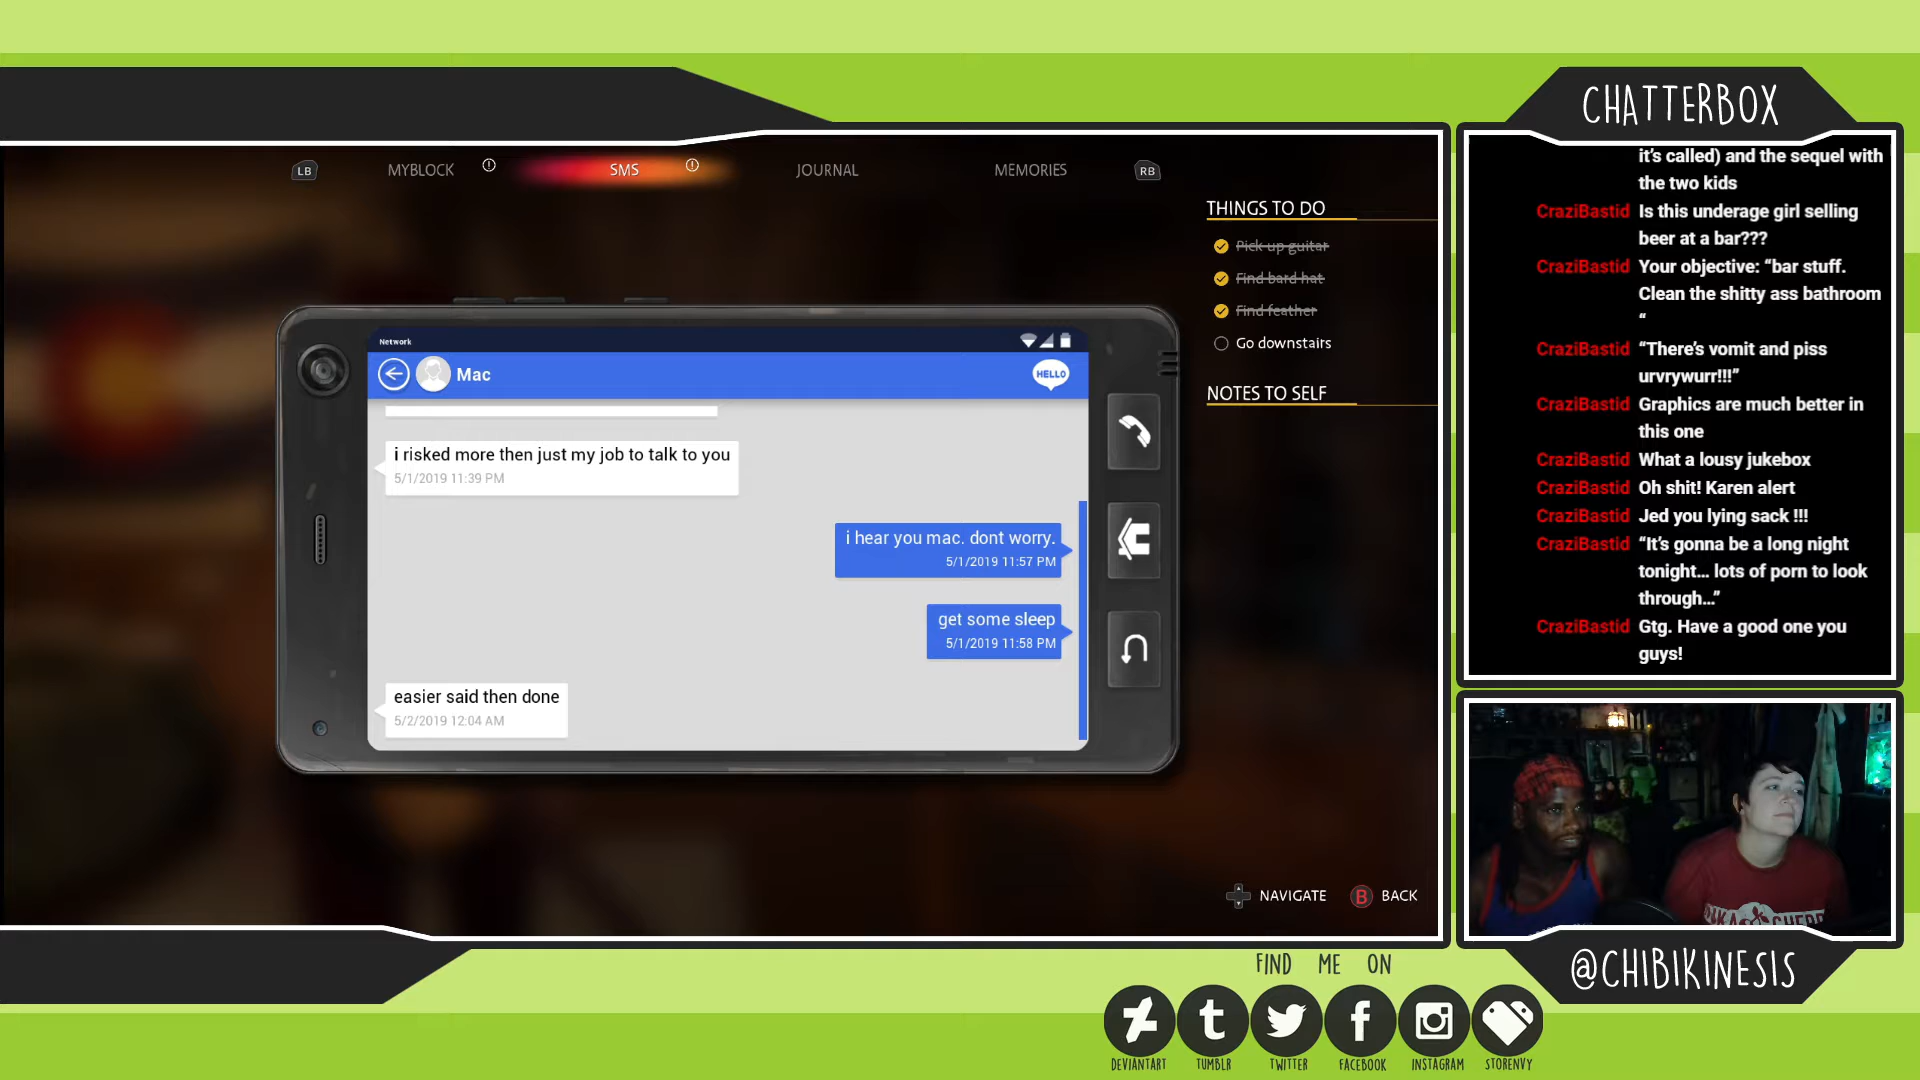 CHATTERBOX
LB
MYBLOCK
SMS
JOURNAL
MEMORIES
RB
THINGS TO DO
Pick up guitar
Find bard hat
Find feather
Go downstairs
NOTES TO SELF
Network
Mac
HELLO
i risked more then just my job to talk to you
5/1/2019 11:39 PM
i hear you mac. dont worry.
5/1/2019 11:57 PM
get some sleep
5/1/2019 11:58 PM
easier said then done
5/2/2019 12:04 AM
NAVIGATE
B BACK
it's called) and the sequel with
the two kids
CraziBastid Is this underage girl selling
beer at a bar???
CraziBastid Your objective: “bar stuff.
Clean the shitty ass bathroom
“
CraziBastid “There’s vomit and piss
urvrywurr!!!”
CraziBastid Graphics are much better in
this one
CraziBastid What a lousy jukebox
CraziBastid Oh shit! Karen alert
CraziBastid Jed you lying sack !!!
CraziBastid “It’s gonna be a long night
tonight... lots of porn to look
through...”
CraziBastid Gtg. Have a good one you
guys!
@CHIBIKINESIS
FIND ME ON
DEVIANTART
TUMBLR
TWITTER
FACEBOOK
INSTAGRAM
STORENVY